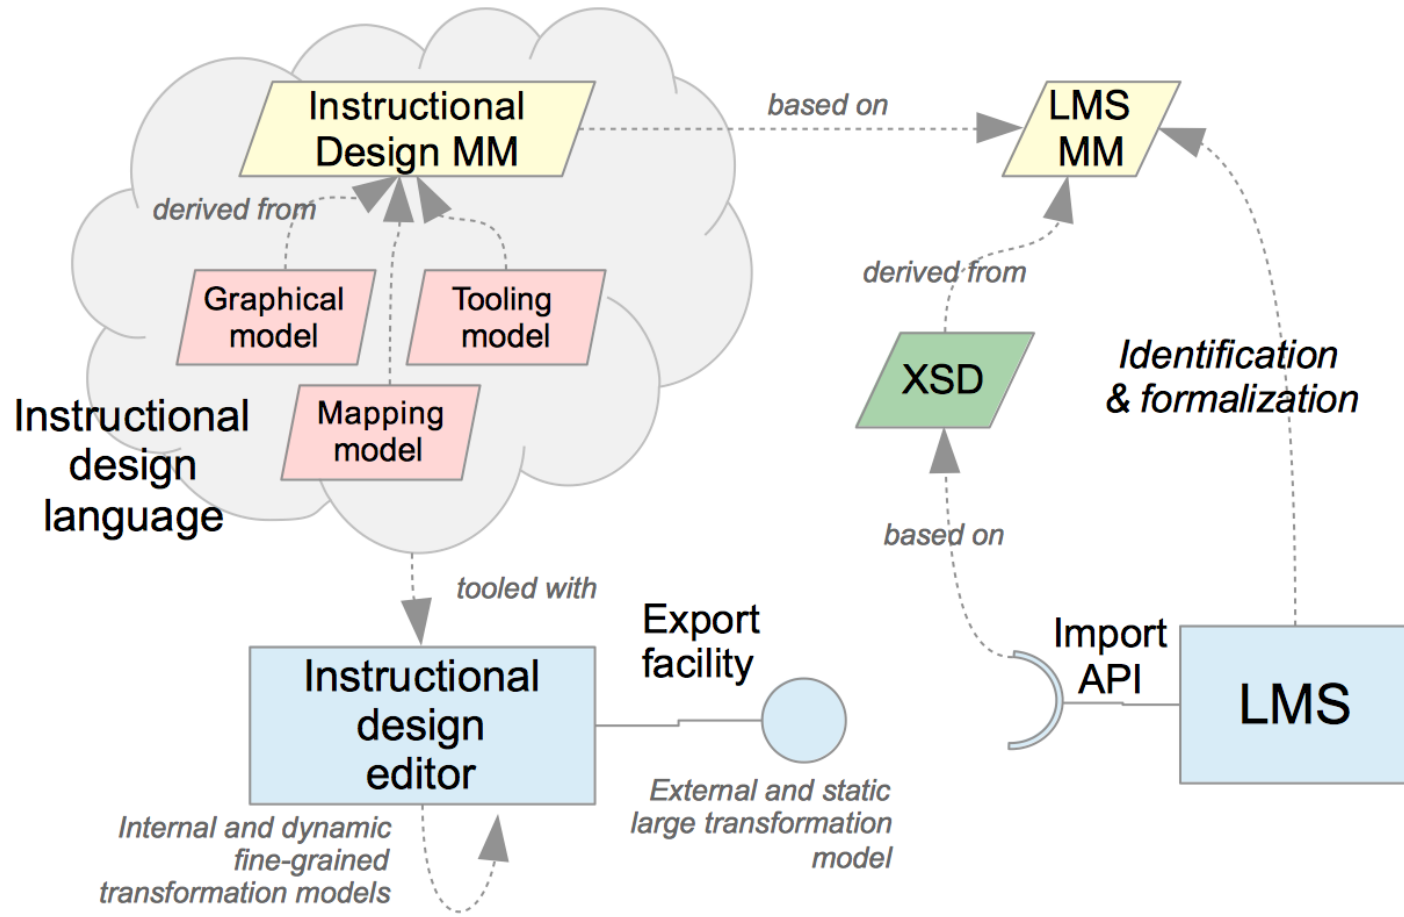 Instructional
Design MM
based on
LMS
MM
derived from
Graphical
model
Tooling
model
Mapping
model
Instructional
design
language
derived from
XSD
Identification
& formalization
based on
tooled with
Export
facility
Import
API
LMS
Instructional
design
editor
Internal and dynamic
fine-grained
transformation models
External and static
large transformation
model